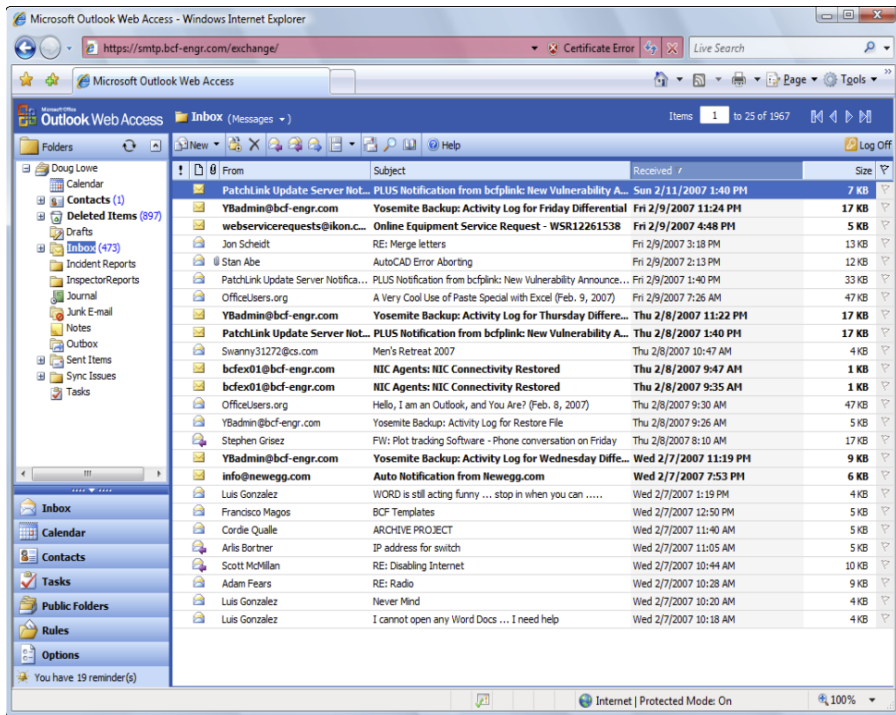 Microsoft Outlook Web Access - Windows Internet Explorer
https://smtp.bcf-engr.com/exchange/ Certificate Error Live Search
Microsoft Outlook Web Access Page Tools
Microsoft Office
Outlook Web Access Inbox (Messages) Items 1 to 25 of 1967
Folders New Help Log Off
! From Subject Received Size
Doug Lowe
Calendar
Contacts (1)
Deleted Items (897)
Drafts
Inbox (473)
Incident Reports
InspectorReports
Journal
Junk E-mail
Notes
Outbox
Sent Items
Sync Issues
Tasks
PatchLink Update Server Not... PLUS Notification from bcfplink: New Vulnerability A... Sun 2/11/2007 1:40 PM 7 KB
YBadmin@bcf-engr.com Yosemite Backup: Activity Log for Friday Differential Fri 2/9/2007 11:24 PM 17 KB
webservicerequests@ikon.c... Online Equipment Service Request - WSR12261538 Fri 2/9/2007 4:48 PM 5 KB
Jon Scheidt RE: Merge letters Fri 2/9/2007 3:18 PM 13 KB
Stan Abe AutoCAD Error Aborting Fri 2/9/2007 2:13 PM 12 KB
PatchLink Update Server Notifica... PLUS Notification from bcfplink: New Vulnerability Announce... Fri 2/9/2007 1:40 PM 33 KB
OfficeUsers.org A Very Cool Use of Paste Special with Excel (Feb. 9, 2007) Fri 2/9/2007 7:26 AM 47 KB
YBadmin@bcf-engr.com Yosemite Backup: Activity Log for Thursday Differe... Thu 2/8/2007 11:22 PM 17 KB
PatchLink Update Server Not... PLUS Notification from bcfplink: New Vulnerability A... Thu 2/8/2007 1:40 PM 17 KB
Swanny31272@cs.com Men's Retreat 2007 Thu 2/8/2007 10:47 AM 4 KB
bcfex01@bcf-engr.com NIC Agents: NIC Connectivity Restored Thu 2/8/2007 9:47 AM 1 KB
bcfex01@bcf-engr.com NIC Agents: NIC Connectivity Restored Thu 2/8/2007 9:35 AM 1 KB
OfficeUsers.org Hello, I am an Outlook, and You Are? (Feb. 8, 2007) Thu 2/8/2007 9:30 AM 47 KB
YBadmin@bcf-engr.com Yosemite Backup: Activity Log for Restore File Thu 2/8/2007 9:26 AM 5 KB
Stephen Grisez FW: Plot tracking Software - Phone conversation on Friday Thu 2/8/2007 8:10 AM 17 KB
YBadmin@bcf-engr.com Yosemite Backup: Activity Log for Wednesday Diffe... Wed 2/7/2007 11:19 PM 9 KB
info@newegg.com Auto Notification from Newegg.com Wed 2/7/2007 7:53 PM 6 KB
Luis Gonzalez WORD is still acting funny ... stop in when you can ..... Wed 2/7/2007 1:19 PM 4 KB
Francisco Magos BCF Templates Wed 2/7/2007 12:50 PM 5 KB
Cordie Qualle ARCHIVE PROJECT Wed 2/7/2007 11:40 AM 5 KB
Arlis Bortner IP address for switch Wed 2/7/2007 11:05 AM 5 KB
Scott McMillan RE: Disabling Internet Wed 2/7/2007 10:44 AM 10 KB
Adam Fears RE: Radio Wed 2/7/2007 10:28 AM 9 KB
Luis Gonzalez Never Mind Wed 2/7/2007 10:20 AM 4 KB
Luis Gonzalez I cannot open any Word Docs ... I need help Wed 2/7/2007 10:18 AM 4 KB
Inbox
Calendar
Contacts
Tasks
Public Folders
Rules
Options
You have 19 reminder(s)
Internet | Protected Mode: On 100%